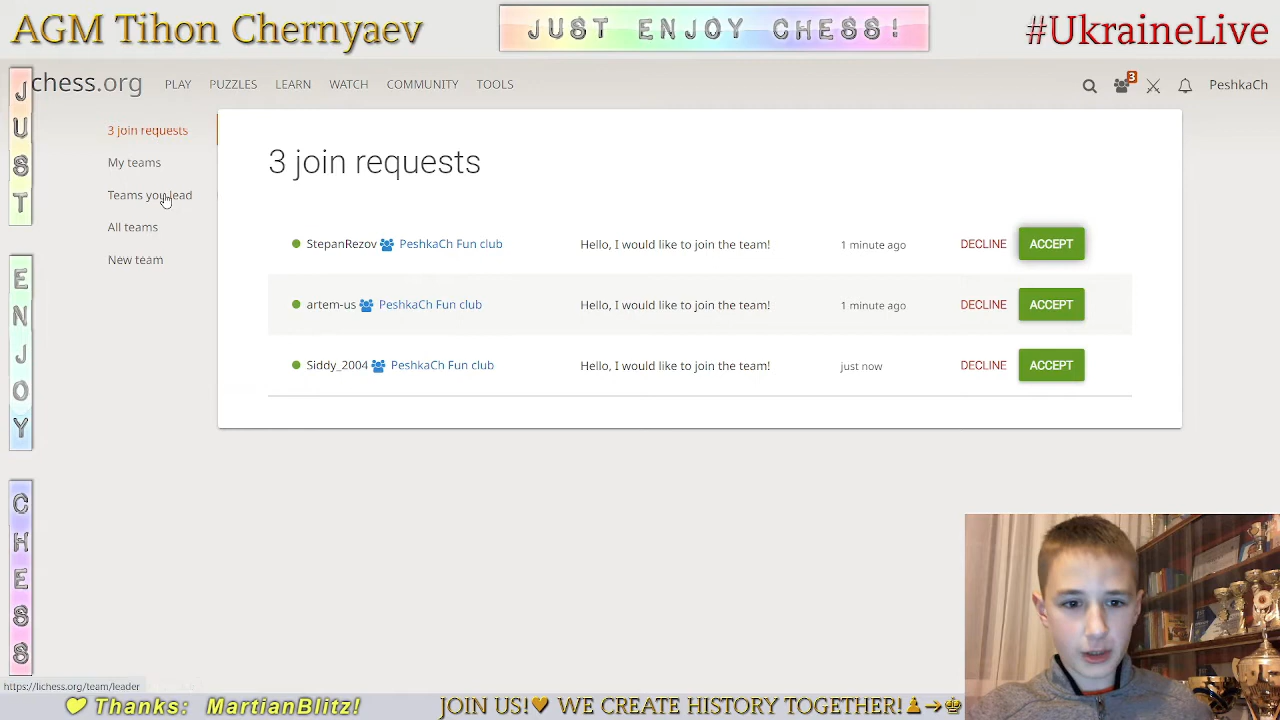 AGM Tihon Chernyaev
JUST ENJOY CHESS!
#UkraineLive
chess.org PLAY PUZZLES LEARN WATCH COMMUNITY TOOLS 3 PeshkaCh
JUST
ENJOY
CHESS
3 join requests
My teams
Teams you lead
All teams
New team
3 join requests
StepanRezov PeshkaCh Fun club Hello, I would like to join the team! 1 minute ago DECLINE ACCEPT
artem-us PeshkaCh Fun club Hello, I would like to join the team! 1 minute ago DECLINE ACCEPT
Siddy_2004 PeshkaCh Fun club Hello, I would like to join the team! just now DECLINE ACCEPT
https://lichess.org/team/leader
Thanks: MartianBlitz! JOIN US! WE CREATE HISTORY TOGETHER!